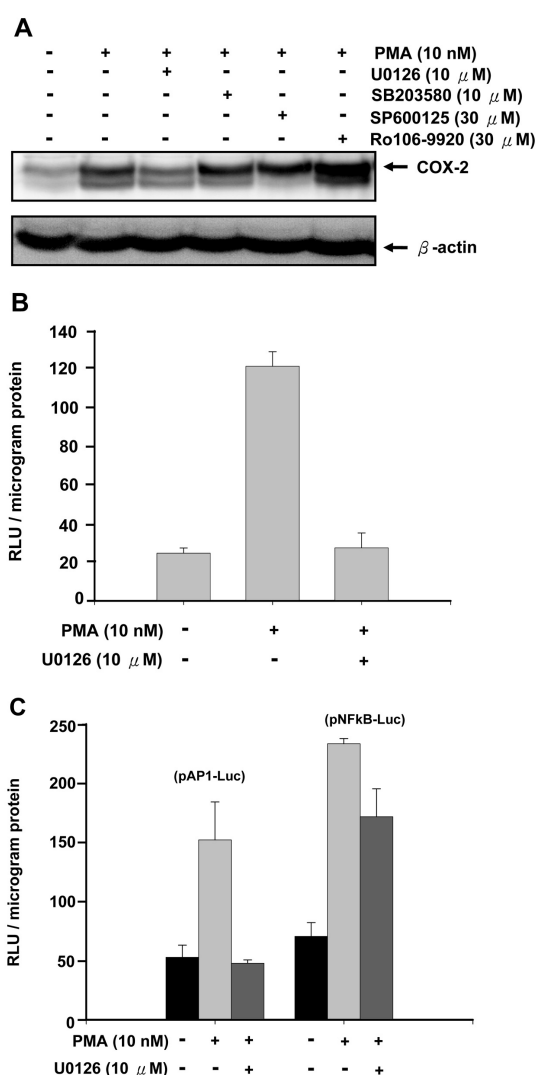 A
- + + + + + PMA (10 nM)
- - + - - - U0126 (10 μM)
- - - + - - SB203580 (10 μM)
- - - - + - SP600125 (30 μM)
- - - - - + Ro106-9920 (30 μM)
COX-2
β-actin
B
RLU / microgram protein
140
120
100
80
60
40
20
0
PMA (10 nM) - + +
U0126 (10 μM) - - +
C
RLU / microgram protein
250
200
150
100
50
0
(pAP1-Luc)
(pNFkB-Luc)
PMA (10 nM) - + + - + +
U0126 (10 μM) - - + - - +